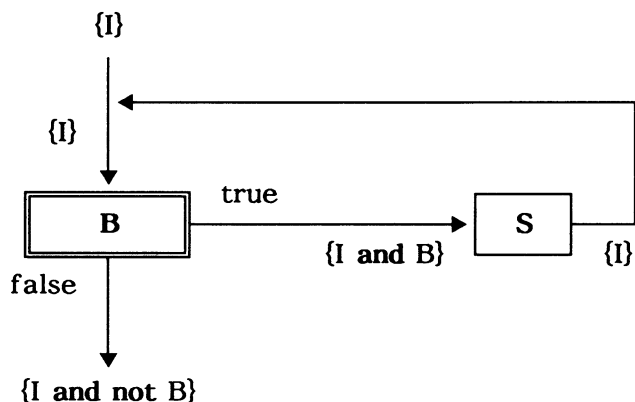 {I}
{I}
true
B
S
{I and B}
{I}
false
{I and not B}